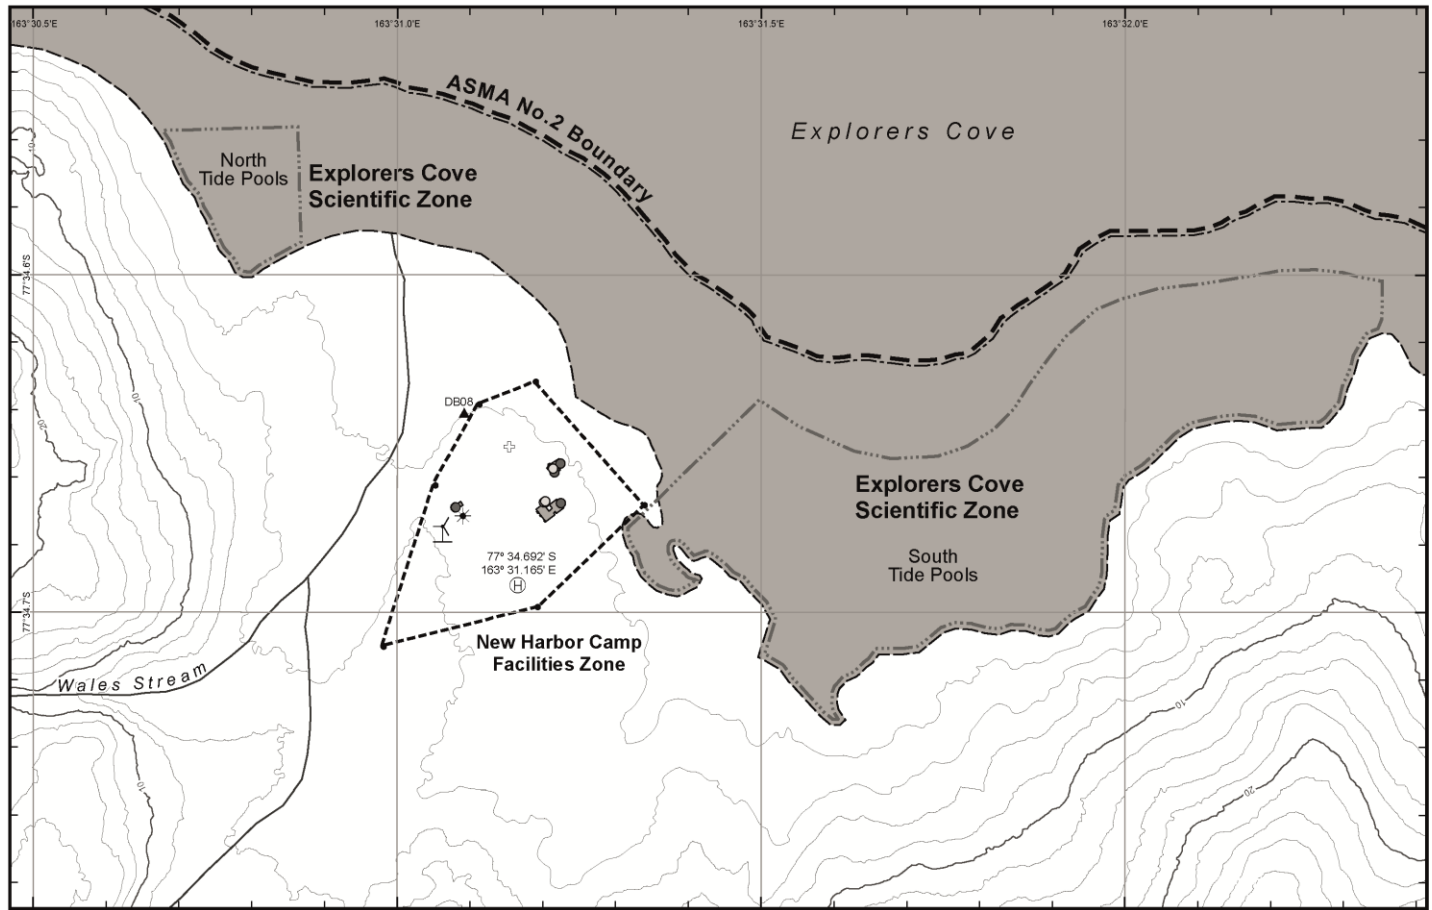 163°30.5'E
163°31.0'E
163°31.5'E
163°32.0'E
ASMA No.2 Boundary
Explorers Cove
North
Tide Pools
Explorers Cove
Scientific Zone
10
77°34.6'S
10
20
DB08
Explorers Cove
Scientific Zone
South
Tide Pools
77° 34.692' S
163° 31.165' E
H
77°34.7'S
New Harbor Camp
Facilities Zone
Wales Stream
10
10
20